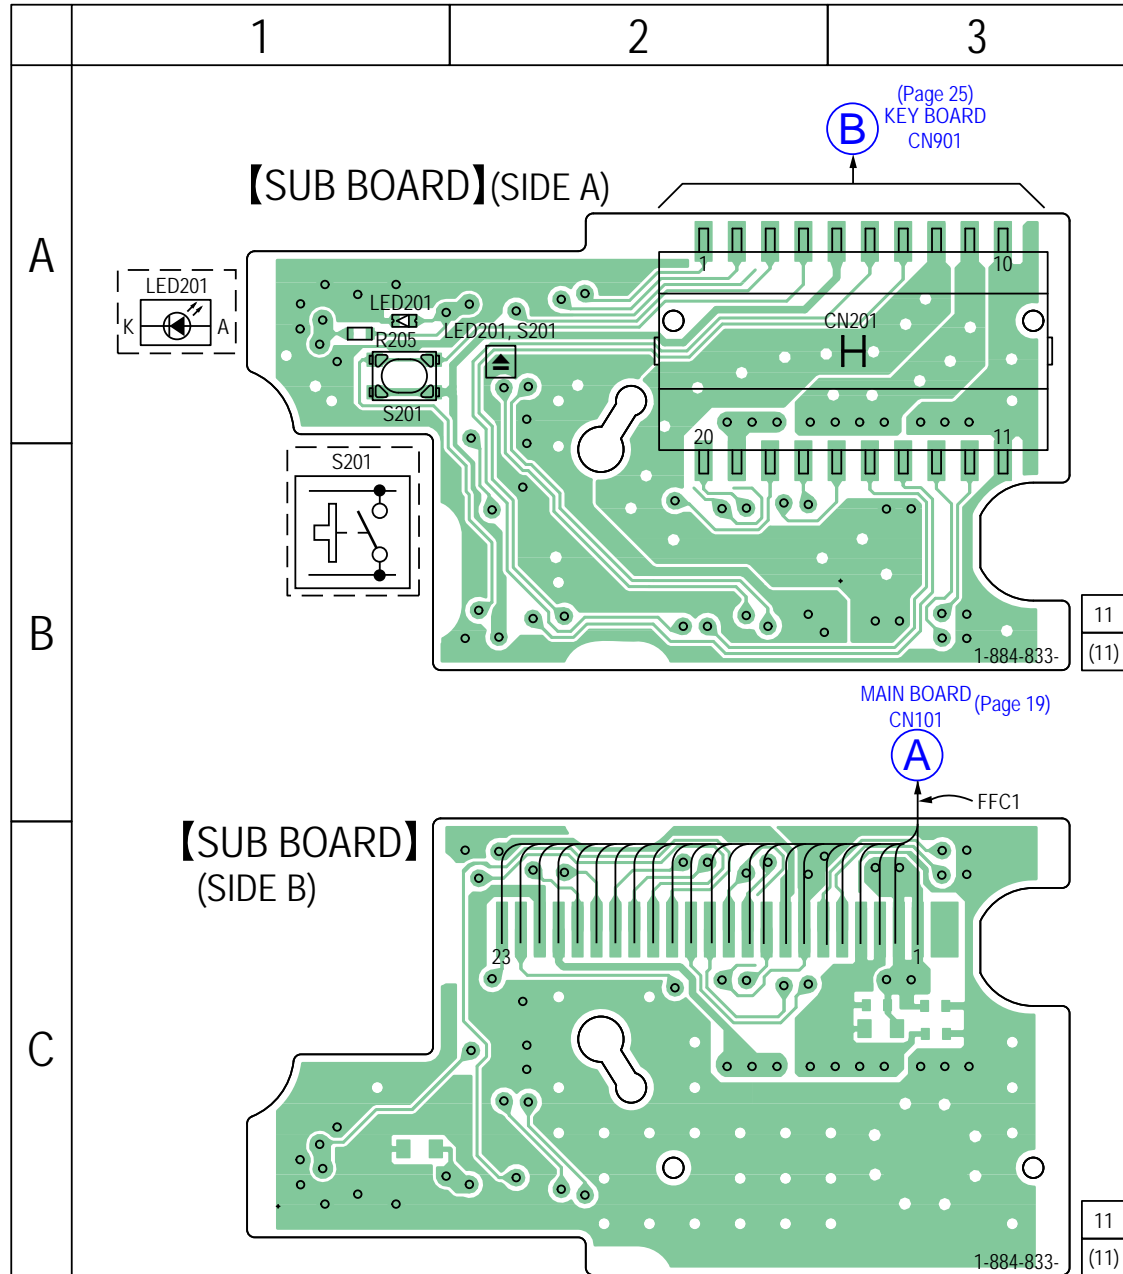 1 2 3
A
(Page 25)
B KEY BOARD
CN901
【SUB BOARD】(SIDE A)
1 10
LED201
K A
LED201
LED201, S201
R205
CN201
S201
20 11
B
S201
11
(11)
1-884-833-
MAIN BOARD (Page 19)
CN101
A
FFC1
C
【SUB BOARD】
(SIDE B)
23 1
11
(11)
1-884-833-